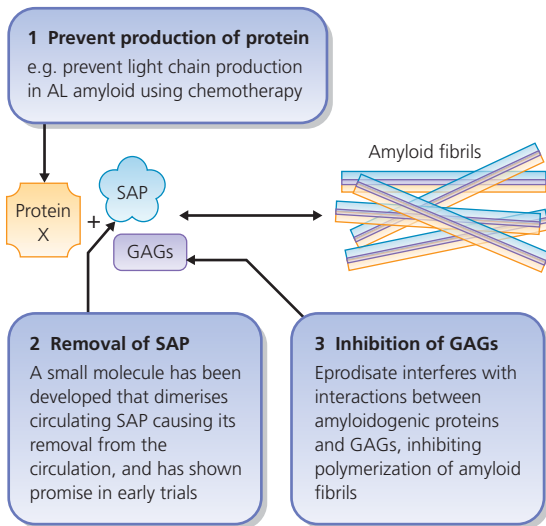 1 Prevent production of protein
e.g. prevent light chain production
in AL amyloid using chemotherapy
Amyloid fibrils
SAP
Protein
X
+
GAGs
2 Removal of SAP
A small molecule has been
developed that dimerises
circulating SAP causing its
removal from the
circulation, and has shown
promise in early trials
3 Inhibition of GAGs
Eprodisate interferes with
interactions between
amyloidogenic proteins
and GAGs, inhibiting
polymerization of amyloid
fibrils